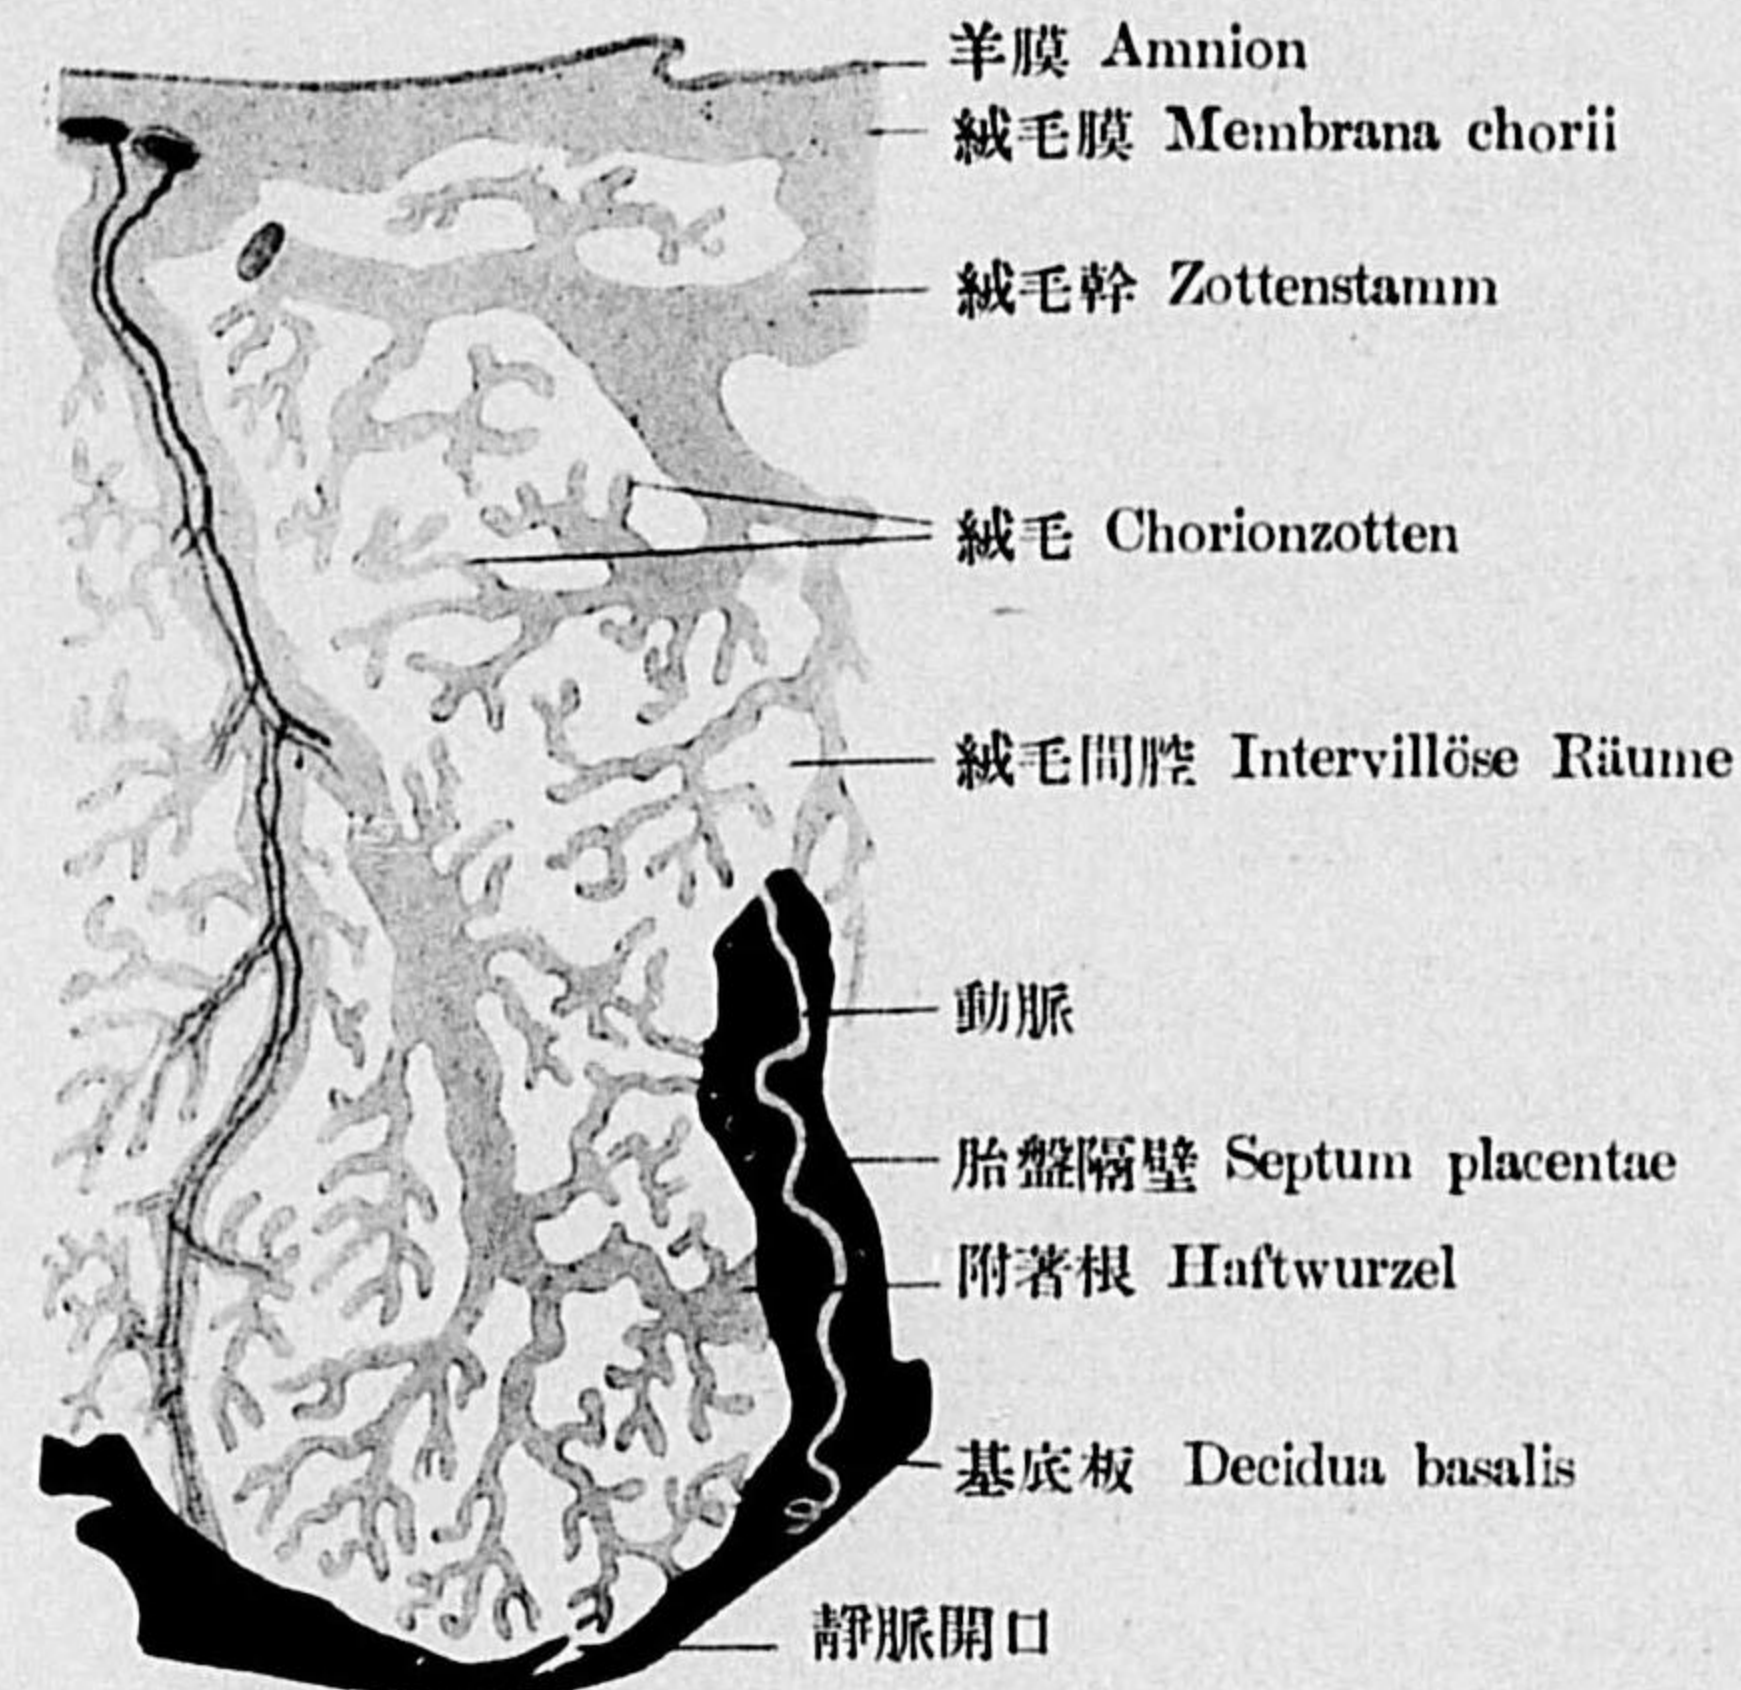 羊膜 Amnion
絨毛膜 Membrana chorii
絨毛幹 Zottenstamm
絨毛 Chorionzotten
絨毛間腔 Intervillöse Räume
動脈
胎盤隔壁 Septum placentae
附著根 Haftwurzel
基底板 Decidua basalis
靜脈開口